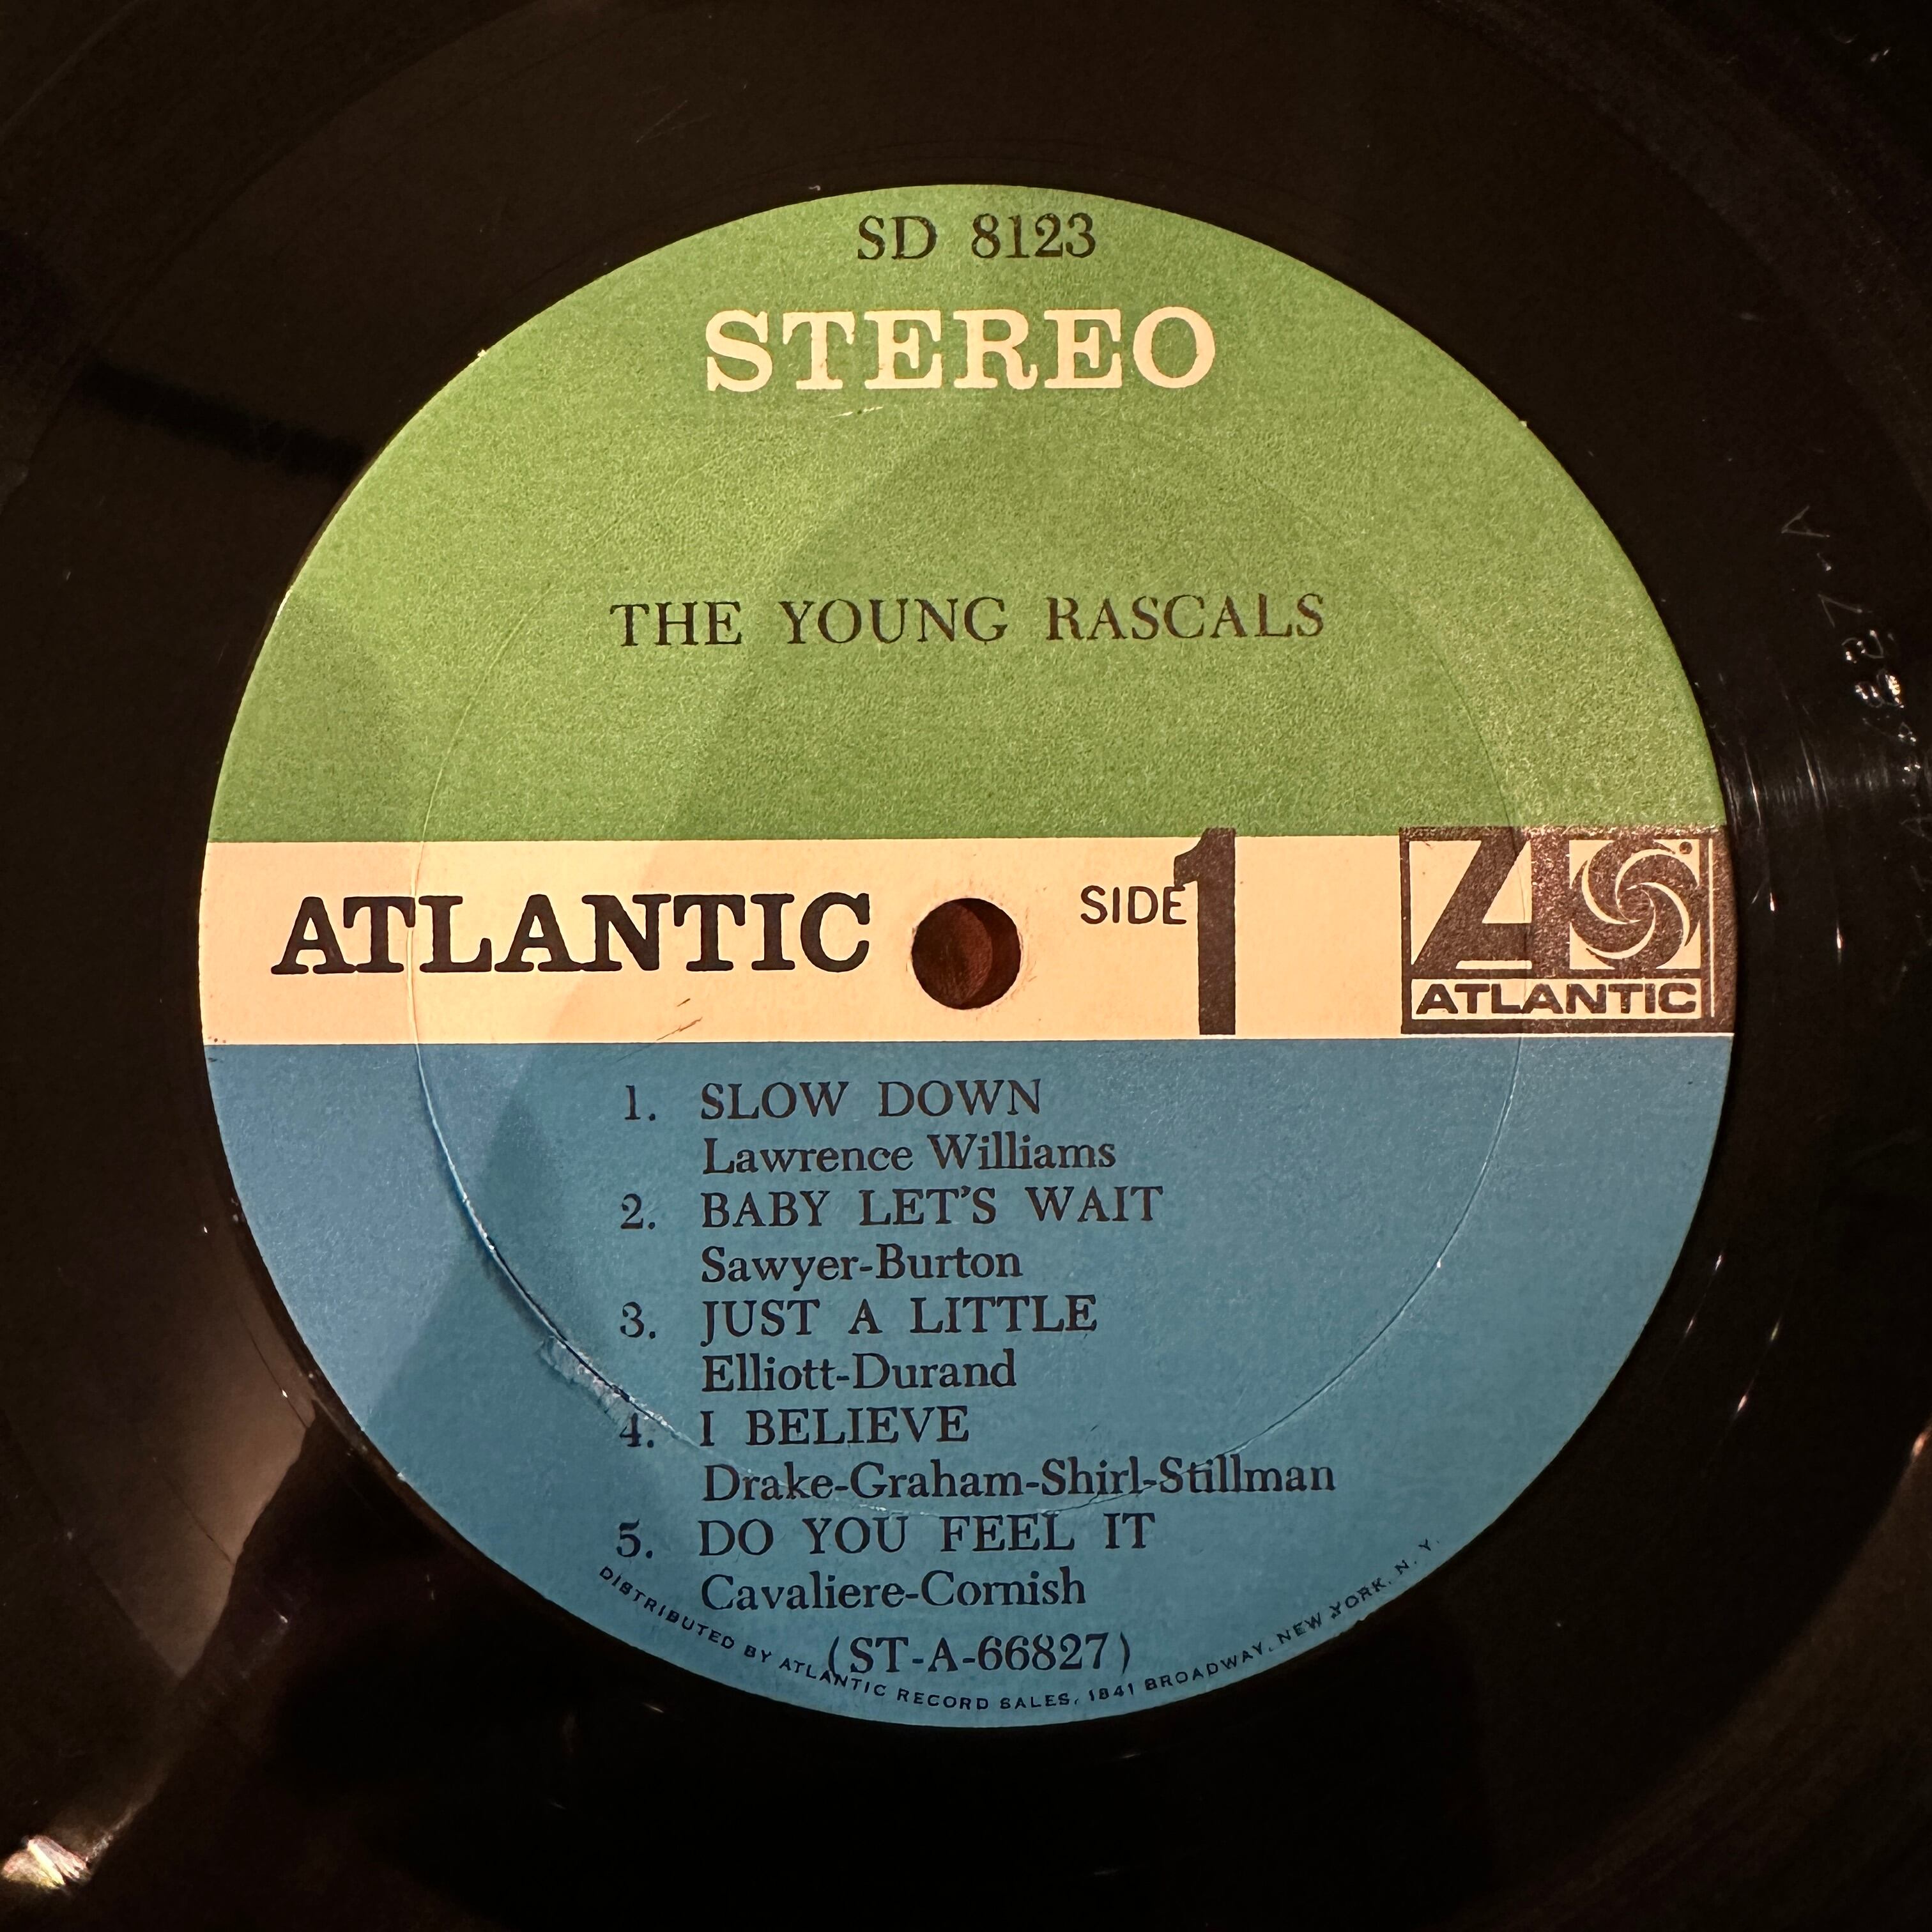 SD 8123
STEREO
THE YOUNG RASCALS
ATLANTIC
SIDE 1
ATLANTIC
1. SLOW DOWN
Lawrence Williams
2. BABY LET'S WAIT
Sawyer-Burton
3. JUST A LITTLE
Elliott-Durand
4. I BELIEVE
Drake-Graham-Shirl-Stillman
5. DO YOU FEEL IT
Cavaliere-Cornish
(ST-A-66827)
DISTRIBUTED BY ATLANTIC RECORD SALES, 1841 BROADWAY, NEW YORK, N. Y.